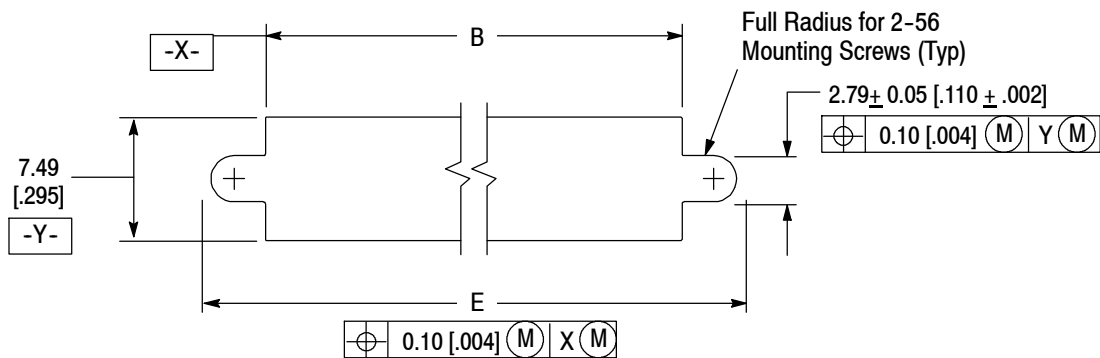 B
Full Radius for 2-56
Mounting Screws (Typ)
-X-
2.79± 0.05 [.110 ± .002]
⌖ 0.10 [.004] Ⓜ Y Ⓜ
7.49
[.295]
-Y-
E
⌖ 0.10 [.004] Ⓜ X Ⓜ